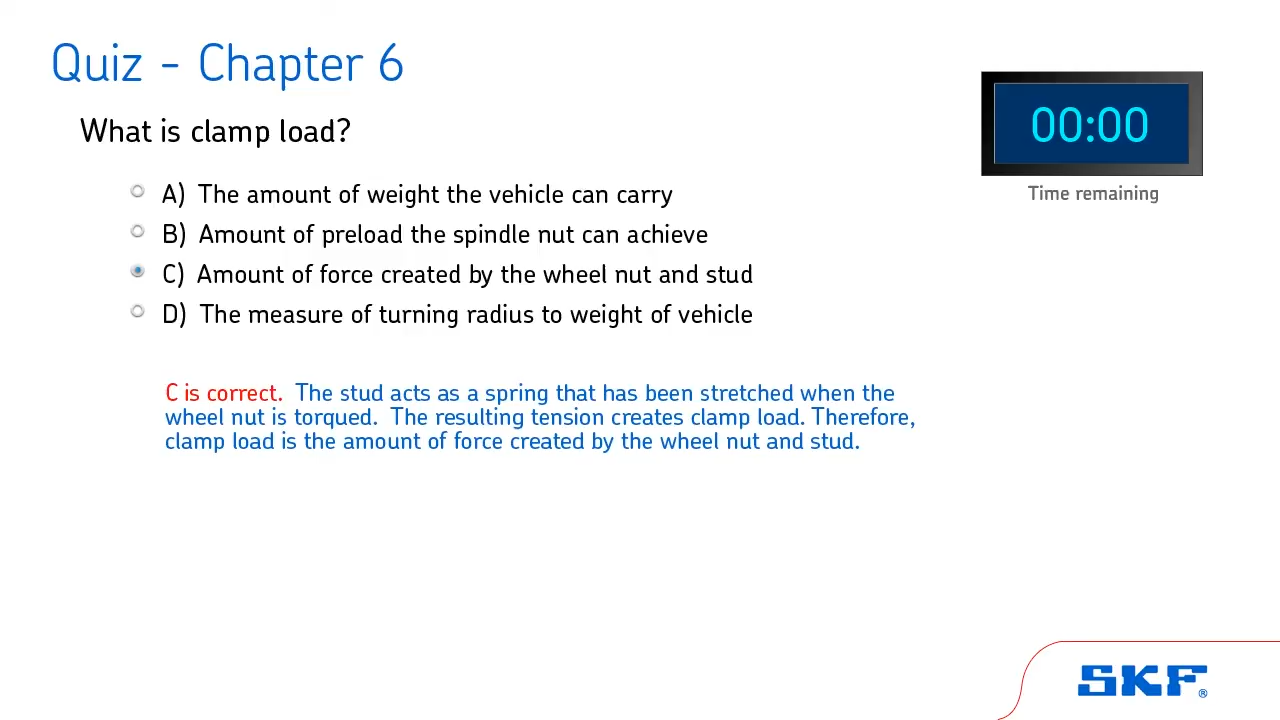 Quiz - Chapter 6
What is clamp load?
00:00
Time remaining
A) The amount of weight the vehicle can carry
B) Amount of preload the spindle nut can achieve
C) Amount of force created by the wheel nut and stud
D) The measure of turning radius to weight of vehicle
C is correct. The stud acts as a spring that has been stretched when the
wheel nut is torqued. The resulting tension creates clamp load. Therefore,
clamp load is the amount of force created by the wheel nut and stud.
SKF®